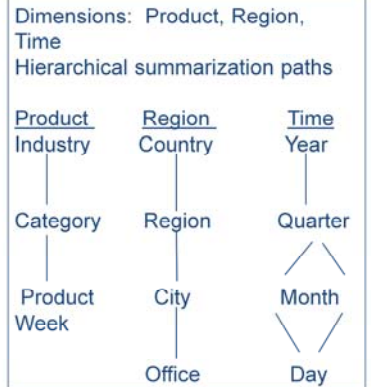 Dimensions: Product, Region,
Time
Hierarchical summarization paths
Product Region Time
Industry Country Year
Category Region Quarter
Product City Month
Week
Office Day